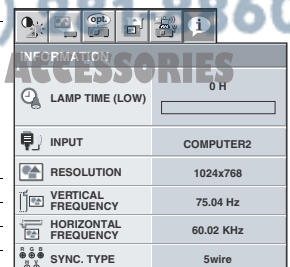 opt.
i
INFORMATION
ACCESSORIES
LAMP TIME (LOW)
0 H
INPUT
COMPUTER2
RESOLUTION
1024x768
VERTICAL
FREQUENCY
75.04 Hz
HORIZONTAL
FREQUENCY
60.02 KHz
R G B
H V
SYNC. TYPE
5wire